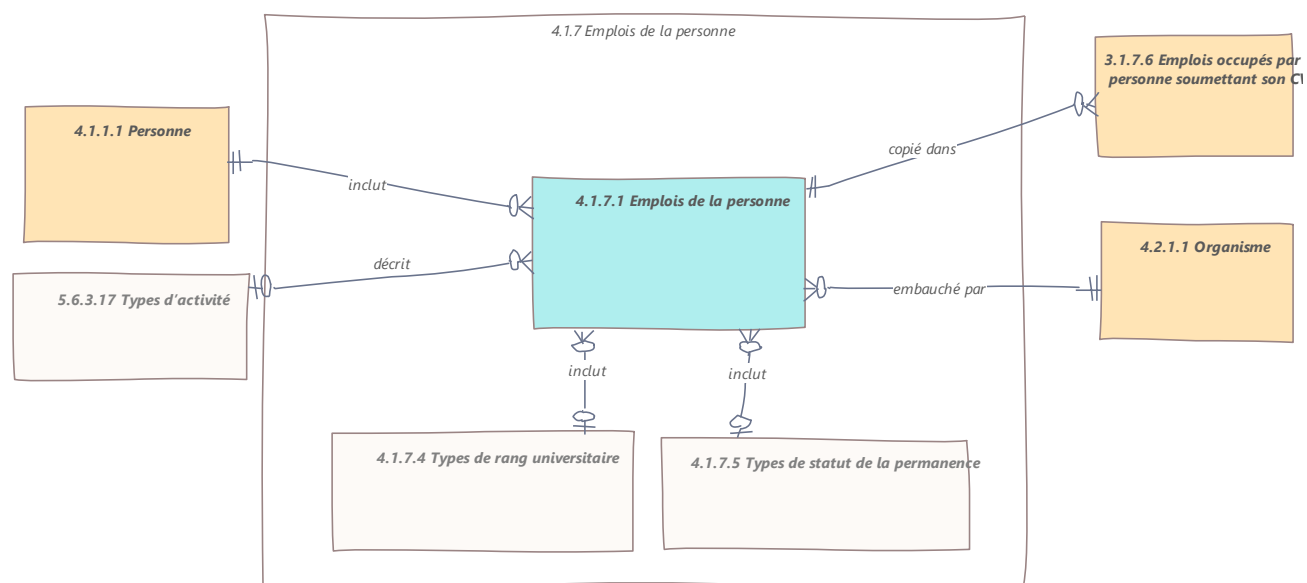 4.1.7 Emplois de la personne
3.1.7.6 Emplois occupés par
personne soumettant son CV
4.1.1.1 Personne
copié dans
inclut
4.1.7.1 Emplois de la personne
4.2.1.1 Organisme
décrit
5.6.3.17 Types d'activité
embauché par
inclut
inclut
4.1.7.4 Types de rang universitaire
4.1.7.5 Types de statut de la permanence